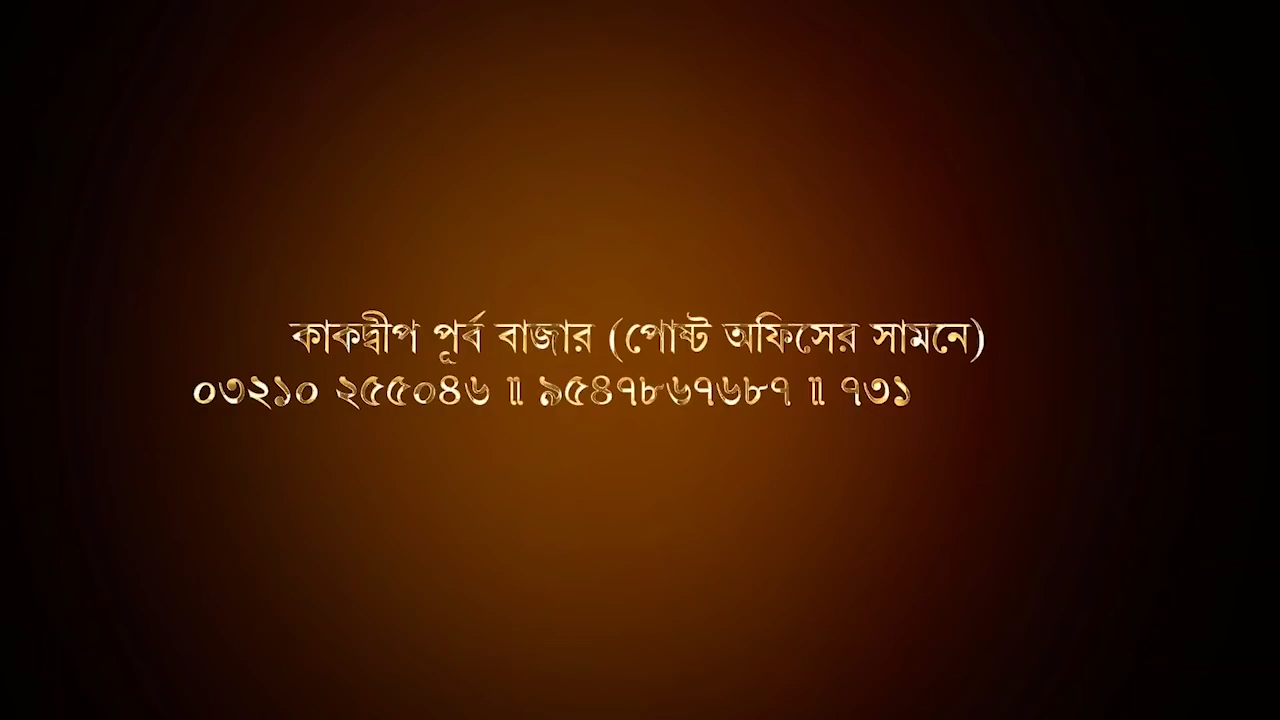 কাকদ্বীপ পূর্ব বাজার (পোষ্ট অফিসের সামনে)
০৩২১০ ২৫৫০৪৬ ॥ ৯৫৪৭৮৬৭৬৮৭ ॥ ৭৩১